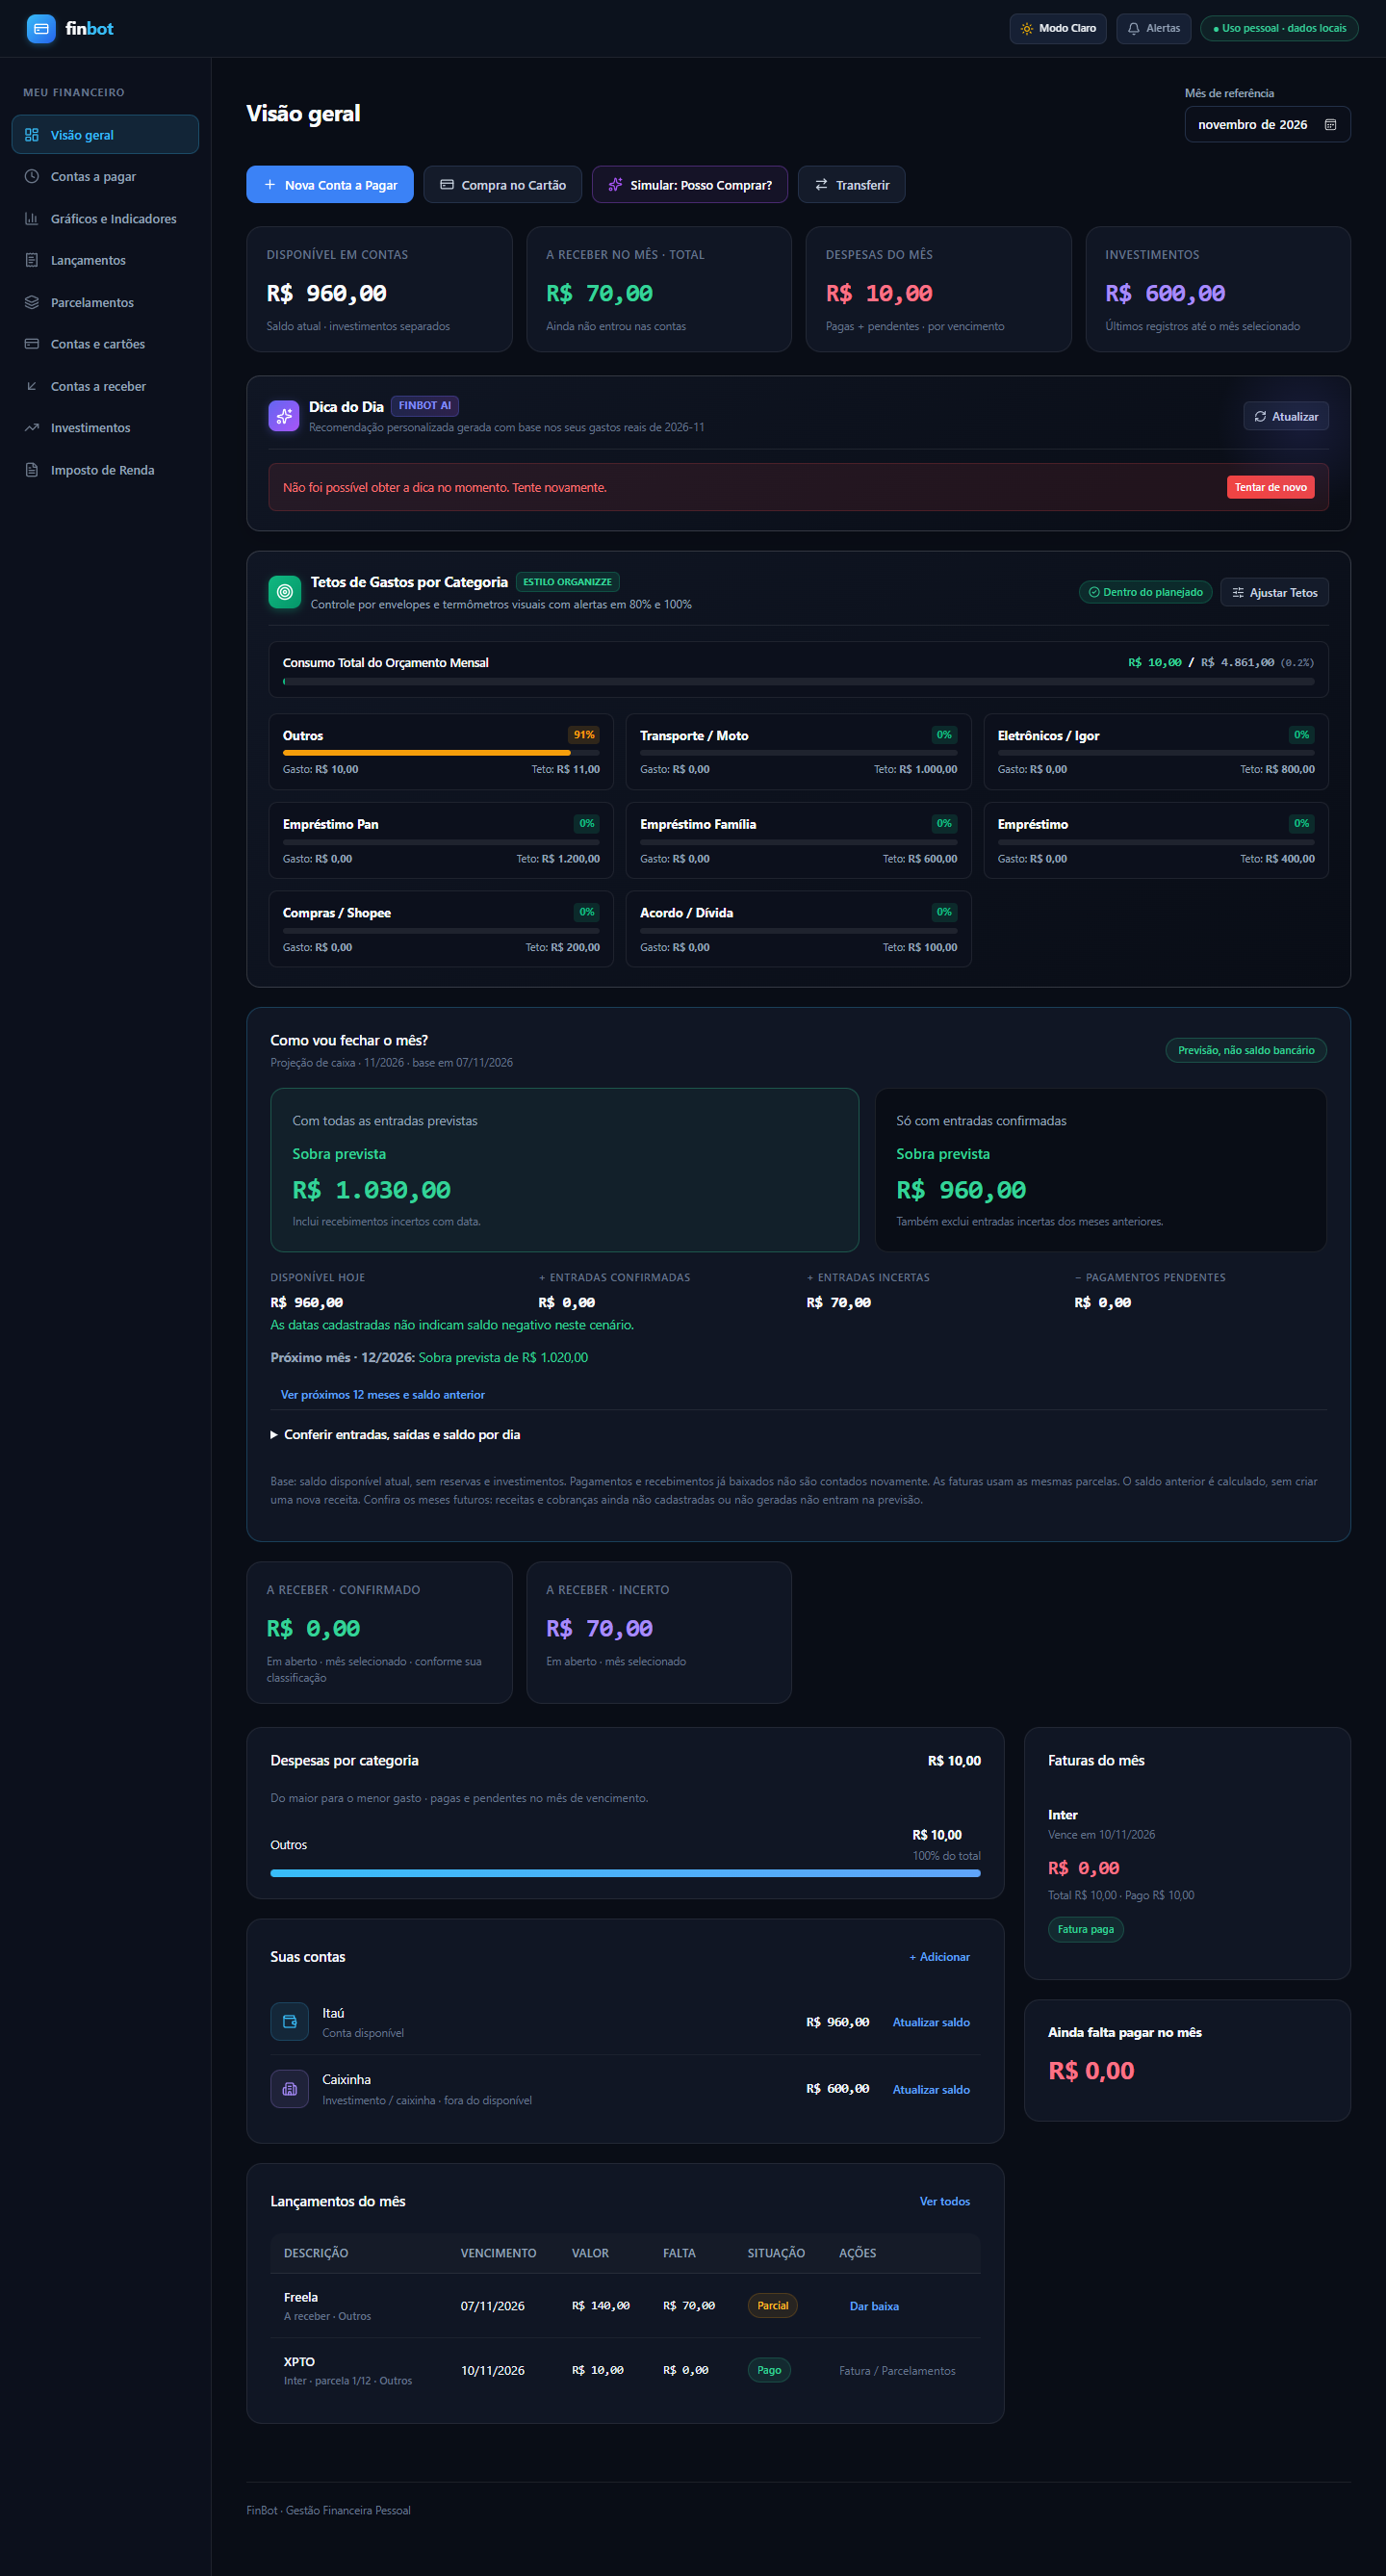 finbot
Modo Claro
Alertas
● Uso pessoal · dados locais
MEU FINANCEIRO
Visão geral
Contas a pagar
Gráficos e Indicadores
Lançamentos
Parcelamentos
Contas e cartões
Contas a receber
Investimentos
Imposto de Renda
Visão geral
Mês de referência
novembro de 2026
Nova Conta a Pagar
Compra no Cartão
Simular: Posso Comprar?
Transferir
DISPONÍVEL EM CONTAS
R$ 960,00
Saldo atual · investimentos separados
A RECEBER NO MÊS · TOTAL
R$ 70,00
Ainda não entrou nas contas
DESPESAS DO MÊS
R$ 10,00
Pagas + pendentes · por vencimento
INVESTIMENTOS
R$ 600,00
Últimos registros até o mês selecionado
Dica do Dia FINBOT AI
Recomendação personalizada gerada com base nos seus gastos reais de 2026-11
Atualizar
Não foi possível obter a dica no momento. Tente novamente.
Tentar de novo
Tetos de Gastos por Categoria ESTILO ORGANIZZE
Controle por envelopes e termômetros visuais com alertas em 80% e 100%
Dentro do planejado
Ajustar Tetos
Consumo Total do Orçamento Mensal
R$ 10,00 / R$ 4.861,00 (0.2%)
Outros 91%
Gasto: R$ 10,00 Teto: R$ 11,00
Transporte / Moto 0%
Gasto: R$ 0,00 Teto: R$ 1.000,00
Eletrônicos / Igor 0%
Gasto: R$ 0,00 Teto: R$ 800,00
Empréstimo Pan 0%
Gasto: R$ 0,00 Teto: R$ 1.200,00
Empréstimo Família 0%
Gasto: R$ 0,00 Teto: R$ 600,00
Empréstimo 0%
Gasto: R$ 0,00 Teto: R$ 400,00
Compras / Shopee 0%
Gasto: R$ 0,00 Teto: R$ 200,00
Acordo / Dívida 0%
Gasto: R$ 0,00 Teto: R$ 100,00
Como vou fechar o mês?
Projeção de caixa · 11/2026 · base em 07/11/2026
Previsão, não saldo bancário
Com todas as entradas previstas
Sobra prevista
R$ 1.030,00
Inclui recebimentos incertos com data.
Só com entradas confirmadas
Sobra prevista
R$ 960,00
Também exclui entradas incertas dos meses anteriores.
DISPONÍVEL HOJE
R$ 960,00
+ ENTRADAS CONFIRMADAS
R$ 0,00
+ ENTRADAS INCERTAS
R$ 70,00
− PAGAMENTOS PENDENTES
R$ 0,00
As datas cadastradas não indicam saldo negativo neste cenário.
Próximo mês · 12/2026: Sobra prevista de R$ 1.020,00
Ver próximos 12 meses e saldo anterior
▶ Conferir entradas, saídas e saldo por dia
Base: saldo disponível atual, sem reservas e investimentos. Pagamentos e recebimentos já baixados não são contados novamente. As faturas usam as mesmas parcelas. O saldo anterior é calculado, sem criar
uma nova receita. Confira os meses futuros: receitas e cobranças ainda não cadastradas ou não geradas não entram na previsão.
A RECEBER · CONFIRMADO
R$ 0,00
Em aberto · mês selecionado · conforme sua
classificação
A RECEBER · INCERTO
R$ 70,00
Em aberto · mês selecionado
Despesas por categoria
R$ 10,00
Do maior para o menor gasto · pagas e pendentes no mês de vencimento.
Outros
R$ 10,00
100% do total
Faturas do mês
Inter
Vence em 10/11/2026
R$ 0,00
Total R$ 10,00 · Pago R$ 10,00
Fatura paga
Suas contas
+ Adicionar
Itaú
Conta disponível
R$ 960,00
Atualizar saldo
Caixinha
Investimento / caixinha · fora do disponível
R$ 600,00
Atualizar saldo
Ainda falta pagar no mês
R$ 0,00
Lançamentos do mês
Ver todos
DESCRIÇÃO VENCIMENTO VALOR FALTA SITUAÇÃO AÇÕES
Freela
A receber · Outros
07/11/2026 R$ 140,00 R$ 70,00 Parcial Dar baixa
XPTO
Inter · parcela 1/12 · Outros
10/11/2026 R$ 10,00 R$ 0,00 Pago Fatura / Parcelamentos
FinBot · Gestão Financeira Pessoal